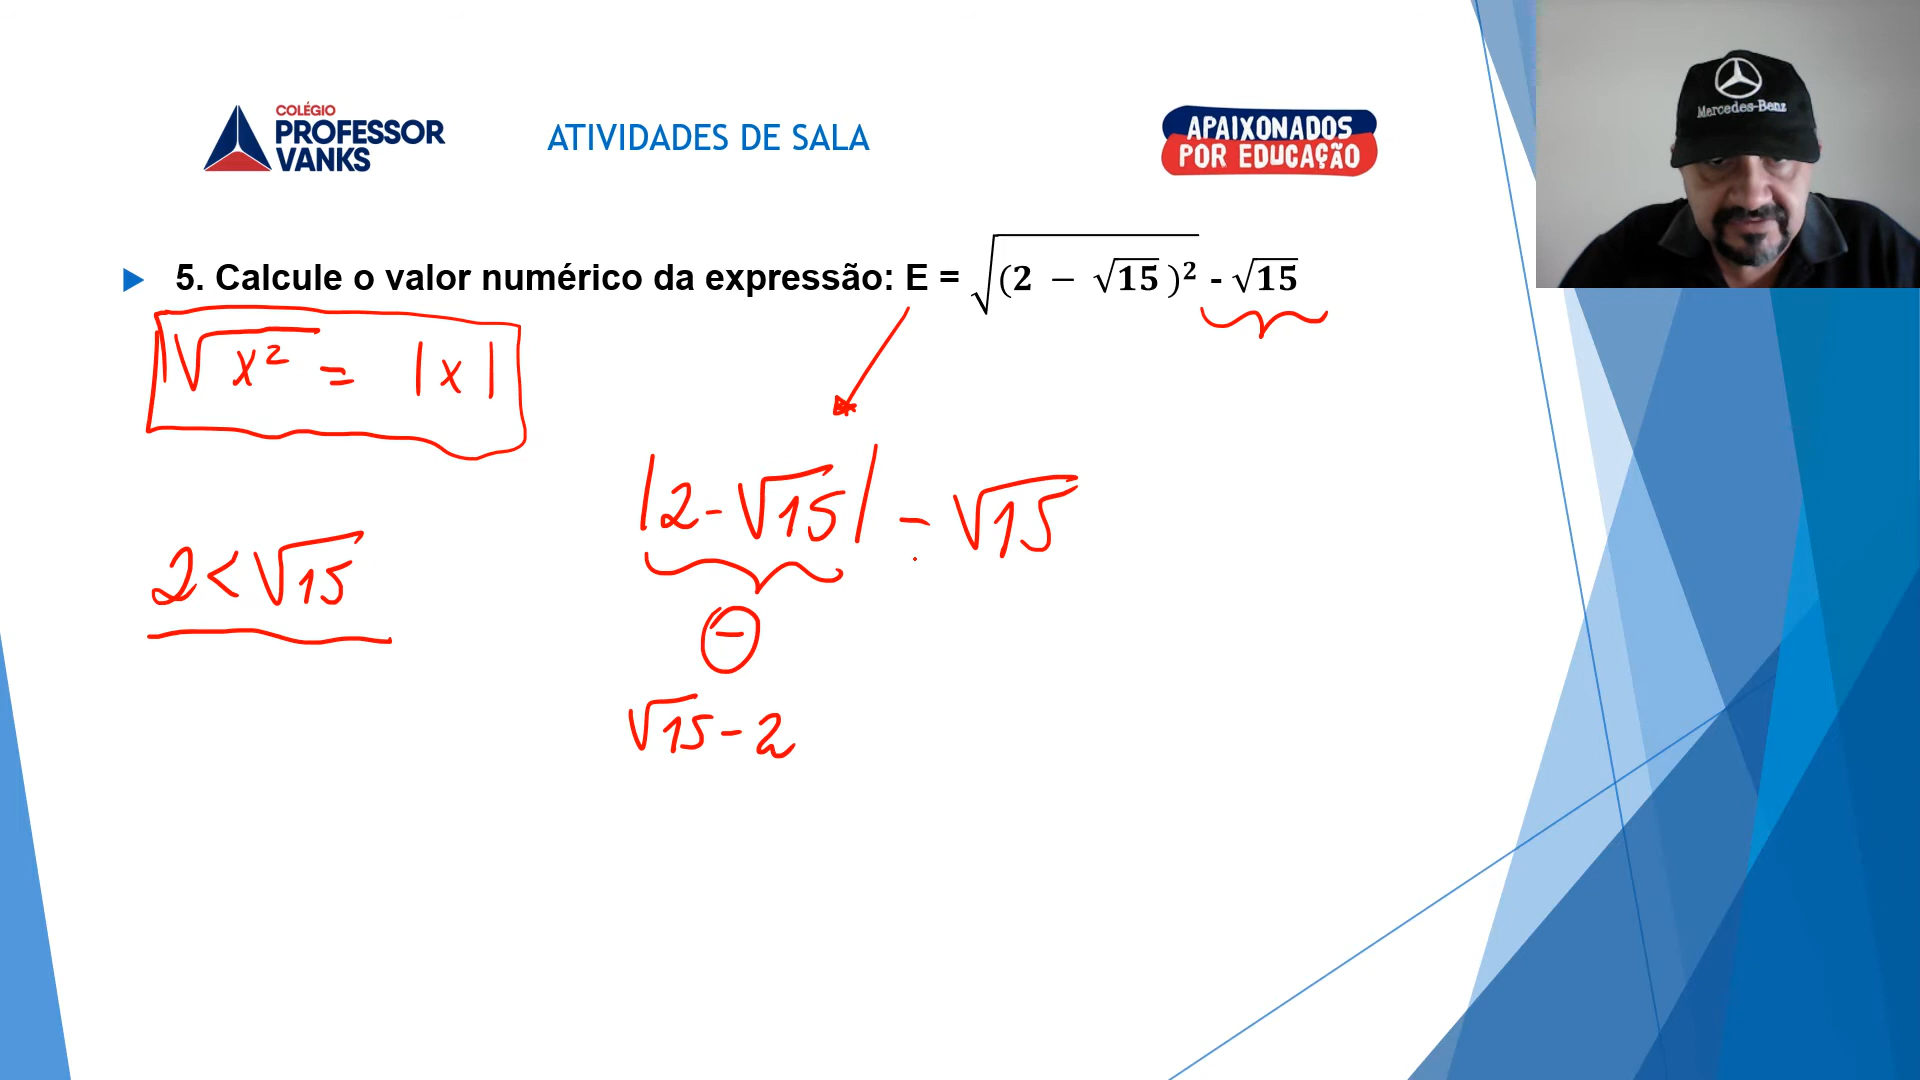 COLÉGIO
PROFESSOR
VANKS
ATIVIDADES DE SALA
APAIXONADOS
POR EDUCAÇÃO
Mercedes-Benz
5. Calcule o valor numérico da expressão: E = √(2 − √15)² - √15
√x² = |x|
|2-√15| - √15
2<√15
−
√15-2